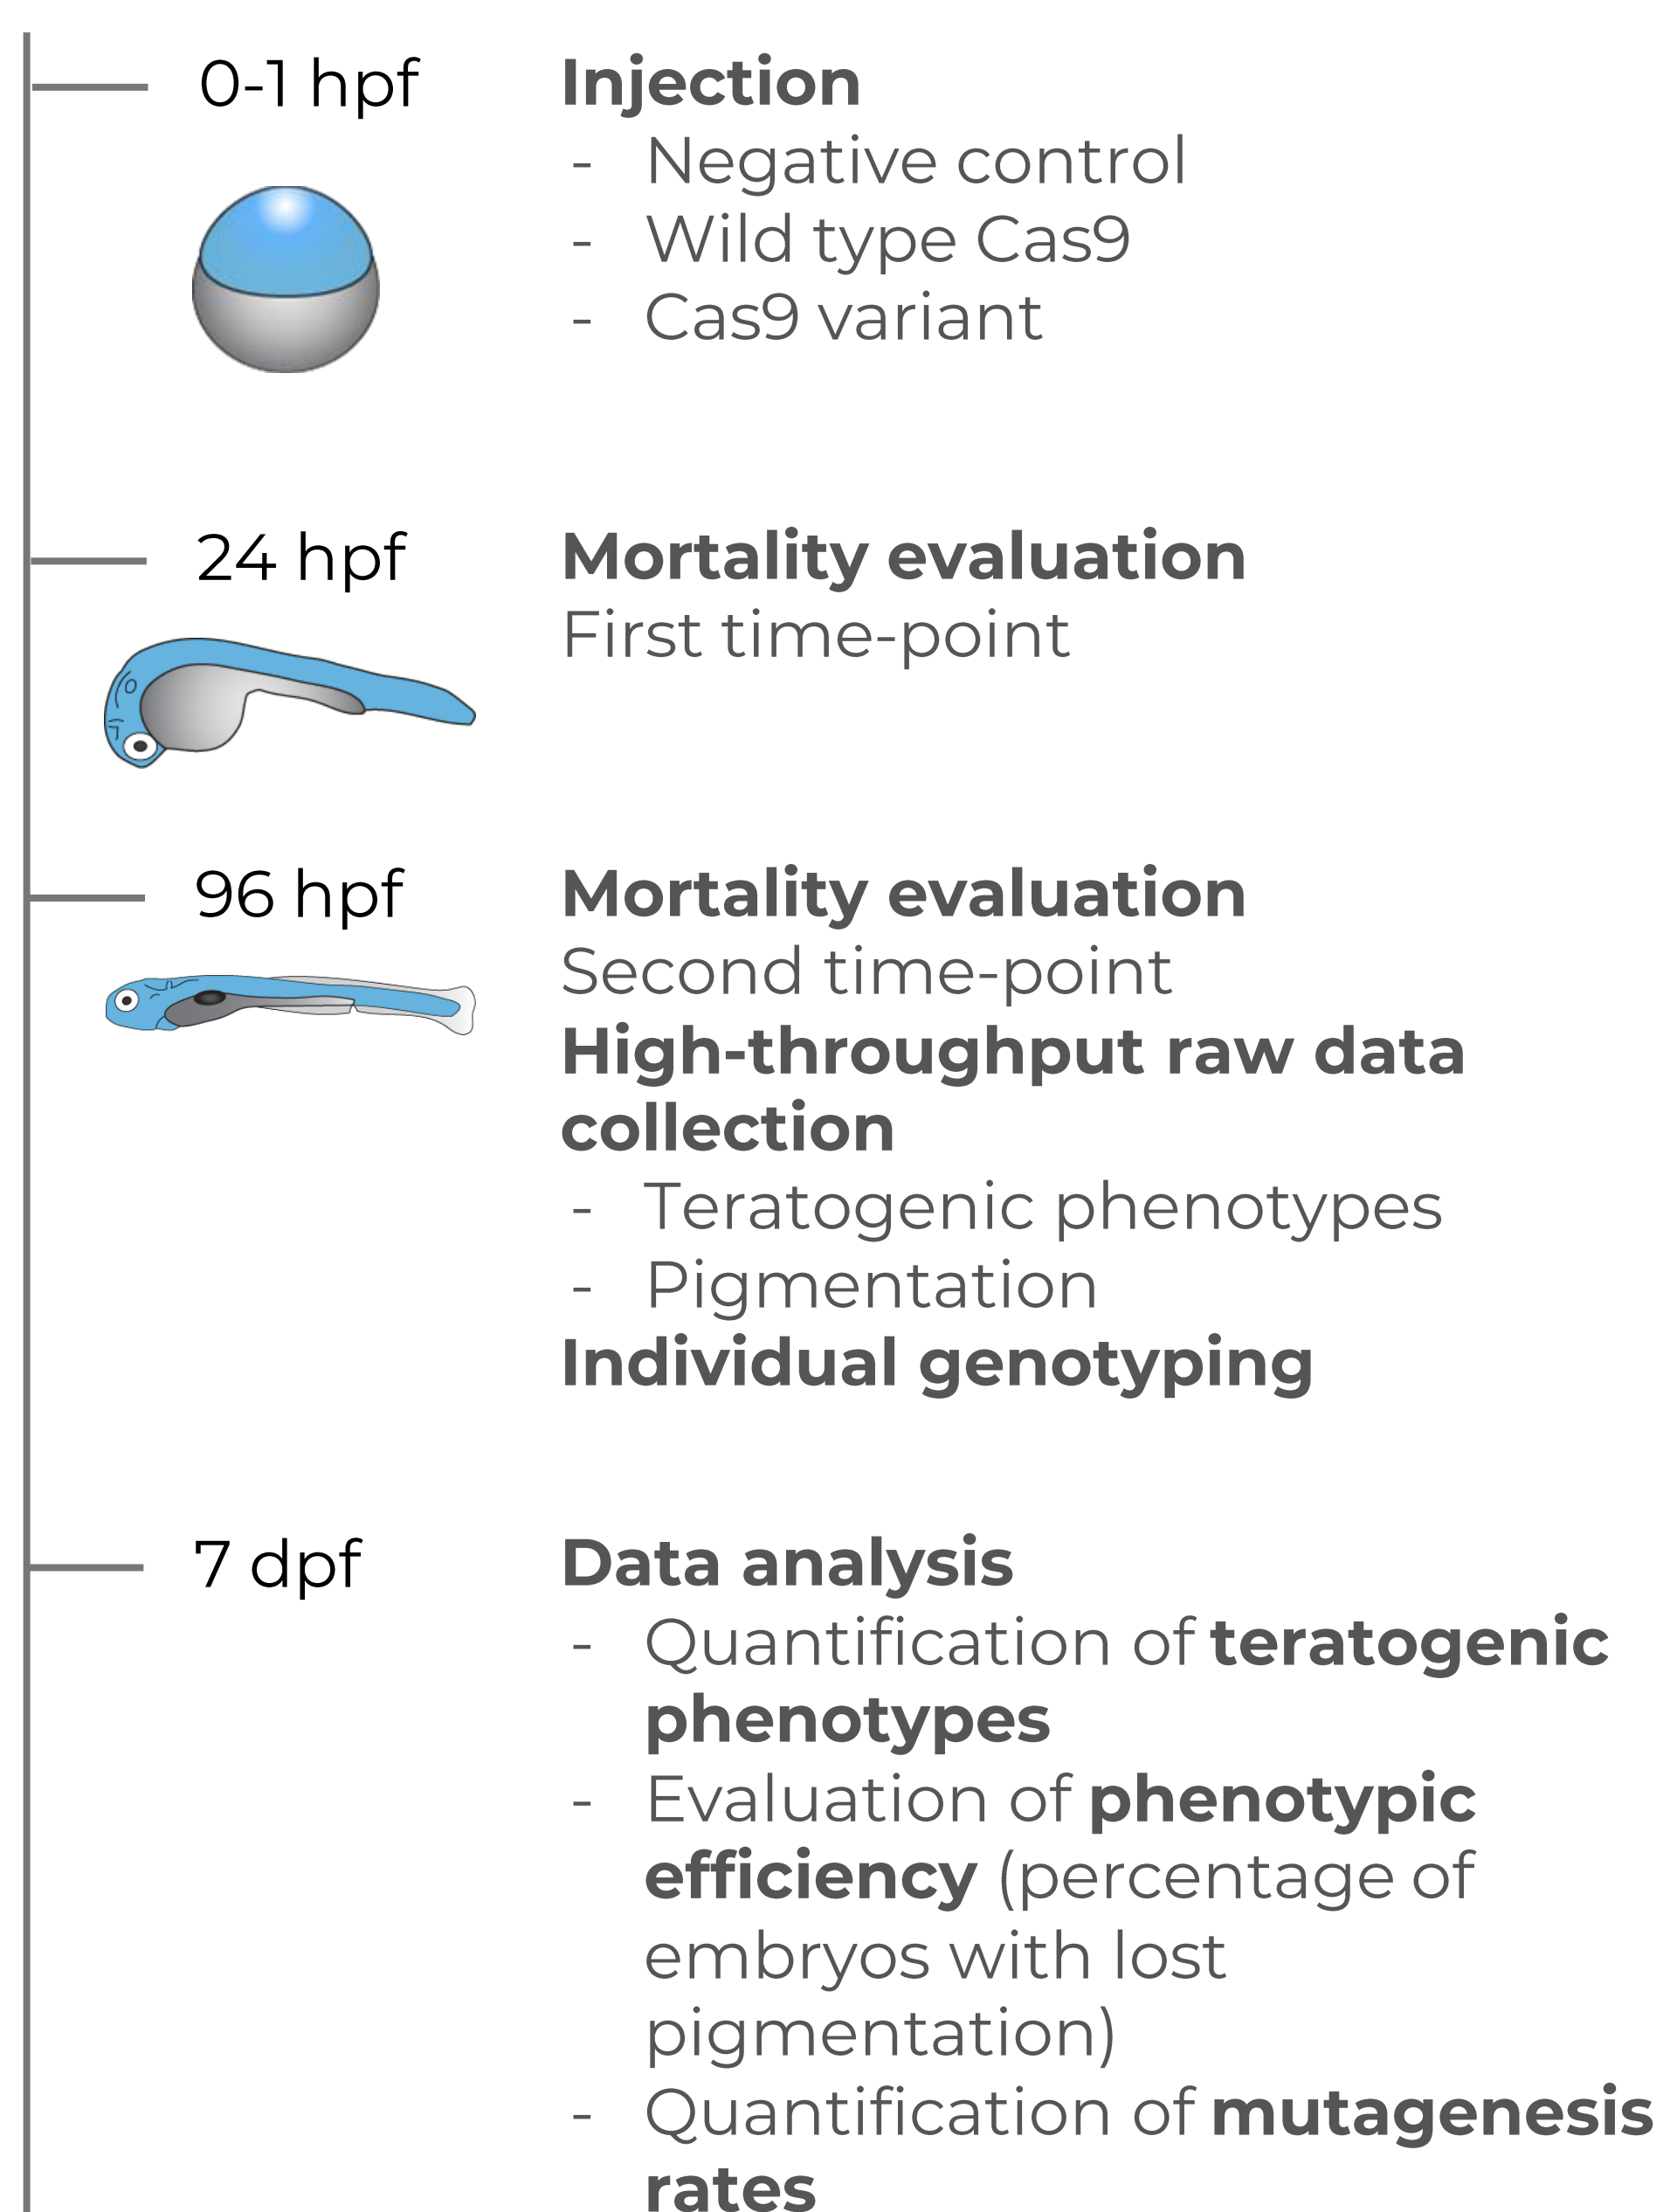 0-1 hpf
Injection
- Negative control
- Wild type Cas9
- Cas9 variant
24 hpf
Mortality evaluation
First time-point
96 hpf
Mortality evaluation
Second time-point
High-throughput raw data
collection
- Teratogenic phenotypes
- Pigmentation
Individual genotyping
7 dpf
Data analysis
- Quantification of teratogenic
phenotypes
- Evaluation of phenotypic
efficiency (percentage of
embryos with lost
pigmentation)
- Quantification of mutagenesis
rates